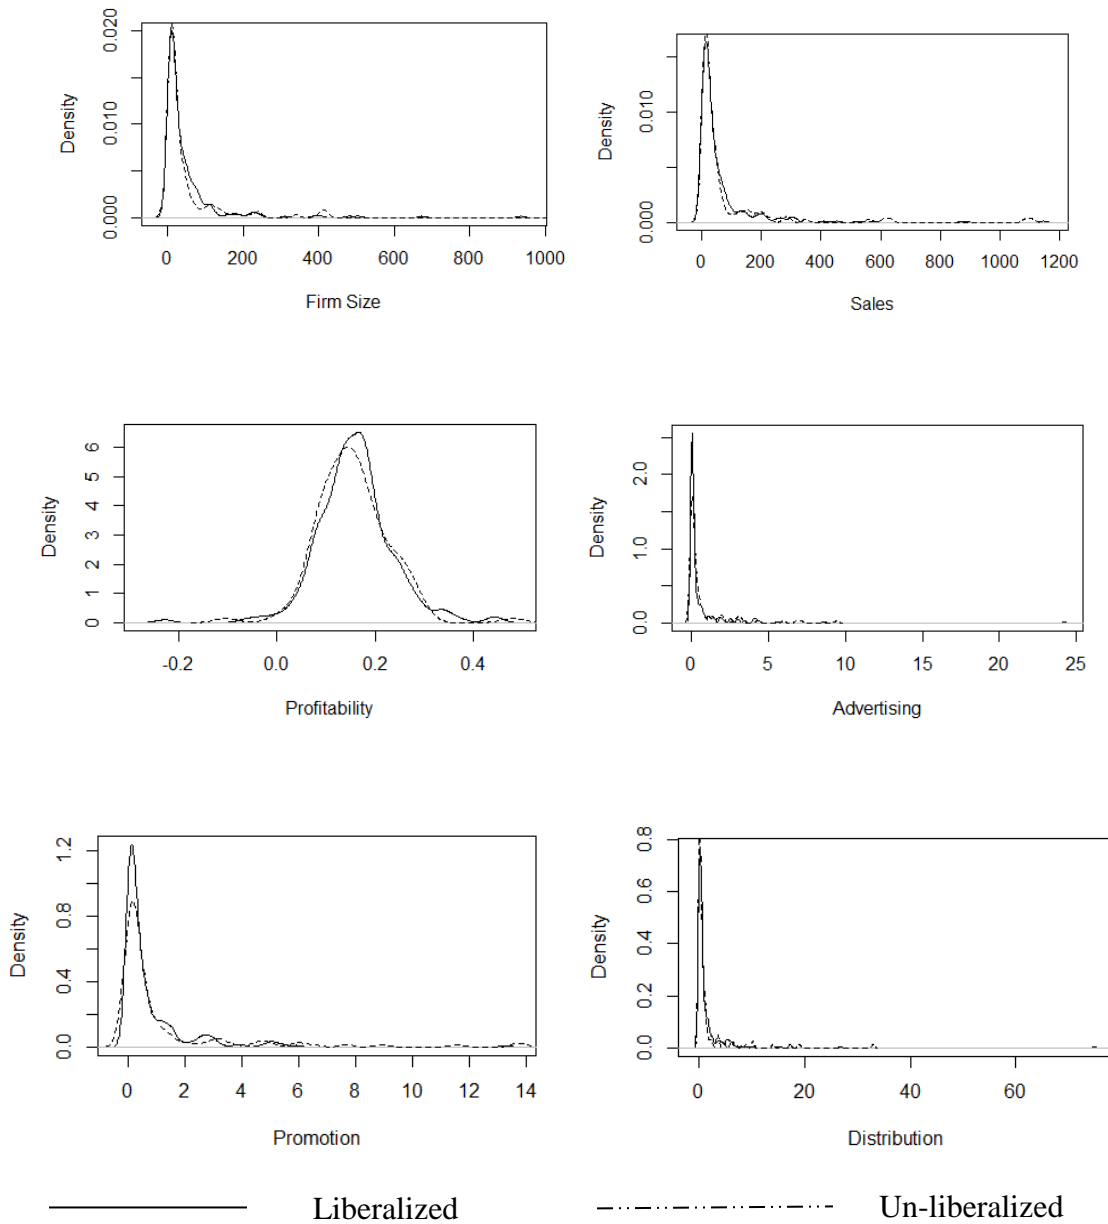 Density
0.000 0.010 0.020
0 200 400 600 800 1000
Firm Size
Density
0.000 0.010
0 200 400 600 800 1000 1200
Sales
Density
0 1 2 3 4 5 6
-0.2 0.0 0.2 0.4
Profitability
Density
0.0 1.0 2.0
0 5 10 15 20 25
Advertising
Density
0.0 0.4 0.8 1.2
0 2 4 6 8 10 12 14
Promotion
Density
0.0 0.2 0.4 0.6 0.8
0 20 40 60
Distribution
Liberalized
Un-liberalized